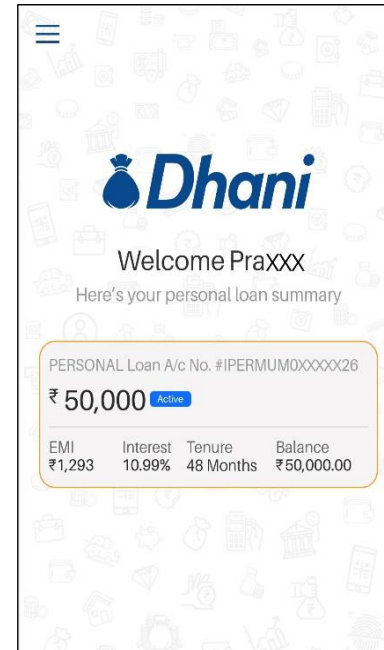 Dhani
Welcome PraXXX
Here's your personal loan summary
PERSONAL Loan A/c No. #IPERMUM0XXXXX26
₹ 50,000 Active
EMI Interest Tenure Balance
₹1,293 10.99% 48 Months ₹50,000.00